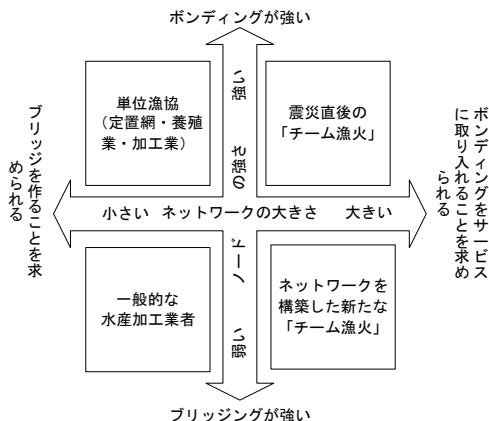 ボンディングが強い
単位漁協
（定置網・養殖
業・加工業）
強い
震災直後の
「チーム漁火」
ブリッジを作ることを求
められる
の強さ
ボンディングをサービス
に取り入れることを求め
られる
小さい ネットワークの大きさ 大きい
ノード
一般的な
水産加工業者
弱い
ネットワークを
構築した新たな
「チーム漁火」
ブリッジングが強い